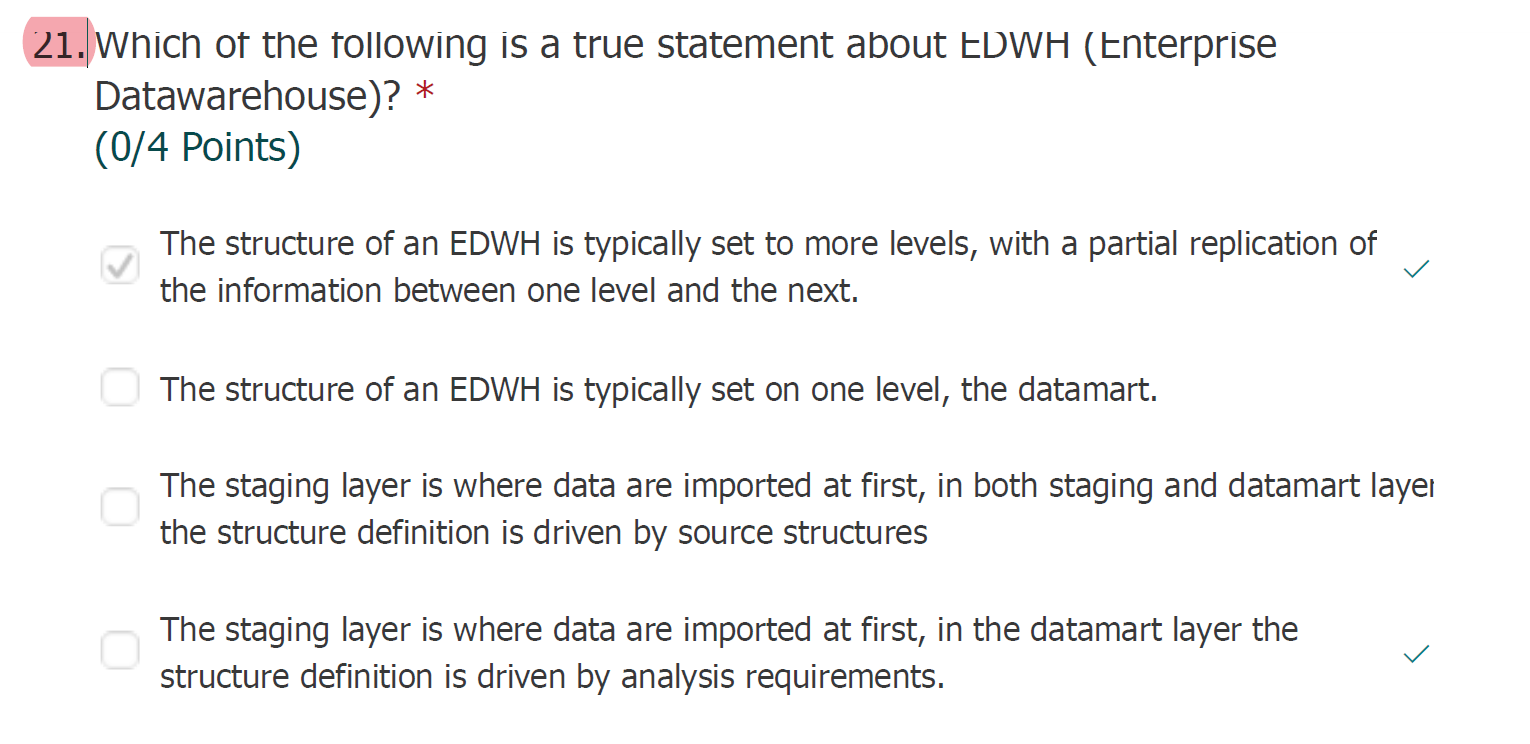 21. Which of the following is a true statement about EDWH (Enterprise
Datawarehouse)? *
(0/4 Points)
The structure of an EDWH is typically set to more levels, with a partial replication of
the information between one level and the next.
The structure of an EDWH is typically set on one level, the datamart.
The staging layer is where data are imported at first, in both staging and datamart layer
the structure definition is driven by source structures
The staging layer is where data are imported at first, in the datamart layer the
structure definition is driven by analysis requirements.